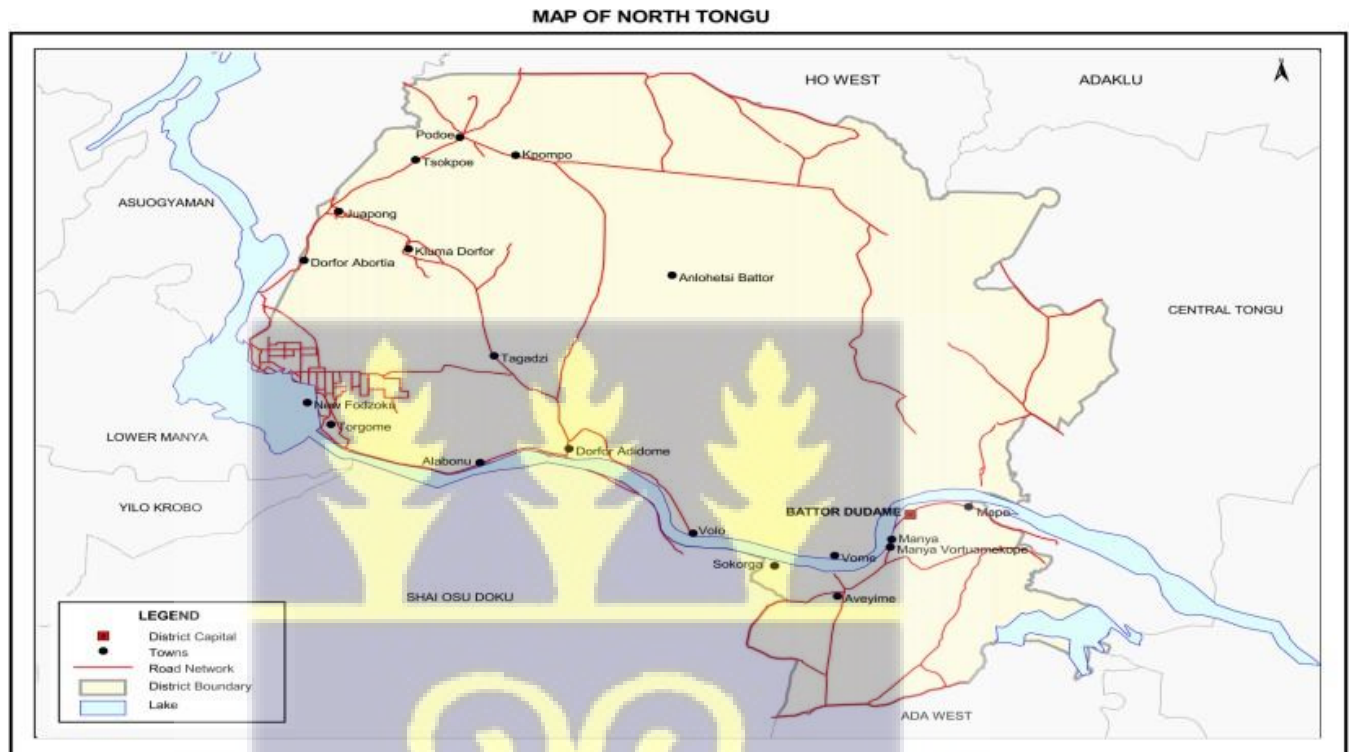 MAP OF NORTH TONGU
HO WEST
ADAKLU
Podoe
Kpompo
Tsokpoe
ASUOGYAMAN
Juapong
Kluma Dorfor
Dorfor Abortia
Anlohetsi Battor
CENTRAL TONGU
Tagadzi
New Fodzoku
Torgome
LOWER MANYA
Dorfor Adidome
Alabonu
YILO KROBO
BATTOR DUDAME
Mepe
Volo
Manya
Manya Vortuamekope
Vome
Sokorga
Aveyime
SHAI OSU DOKU
LEGEND
District Capital
Towns
Road Network
District Boundary
Lake
ADA WEST